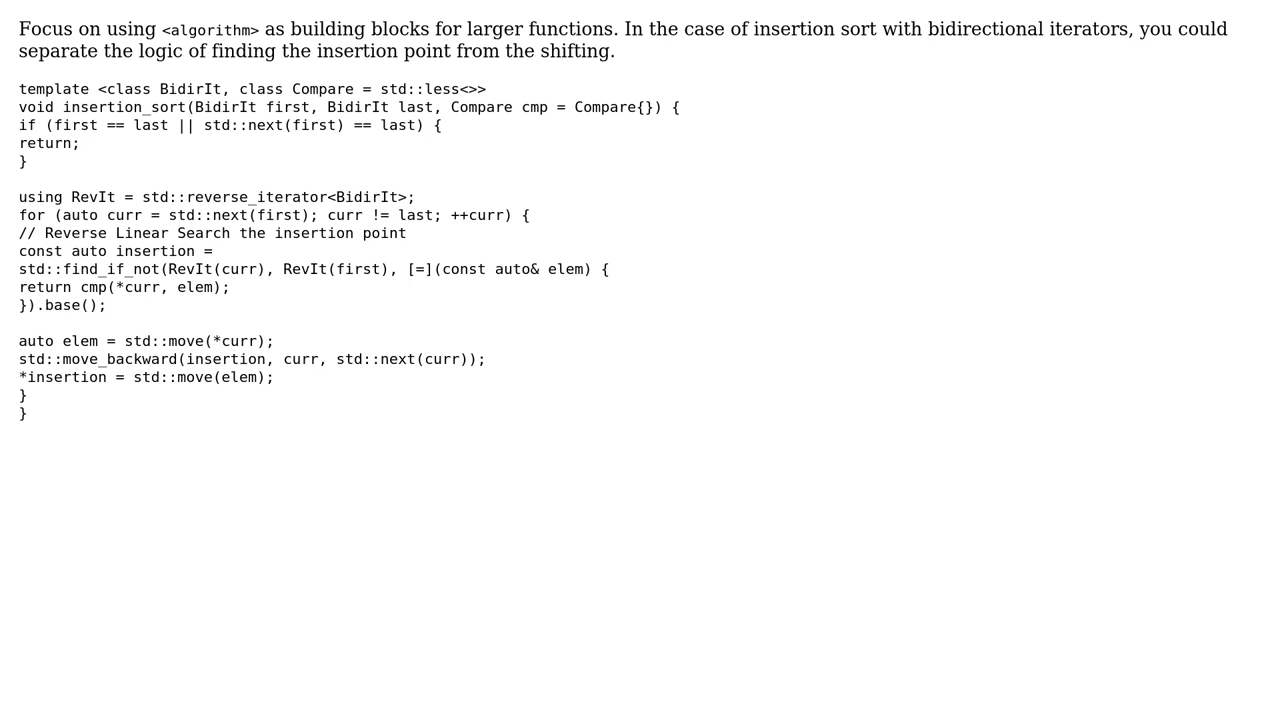 Focus on using <algorithm> as building blocks for larger functions. In the case of insertion sort with bidirectional iterators, you could
separate the logic of finding the insertion point from the shifting.
template <class BidirIt, class Compare = std::less<>>
void insertion_sort(BidirIt first, BidirIt last, Compare cmp = Compare{}) {
if (first == last || std::next(first) == last) {
return;
}
using RevIt = std::reverse_iterator<BidirIt>;
for (auto curr = std::next(first); curr != last; ++curr) {
// Reverse Linear Search the insertion point
const auto insertion =
std::find_if_not(RevIt(curr), RevIt(first), [=](const auto& elem) {
return cmp(*curr, elem);
}).base();
auto elem = std::move(*curr);
std::move_backward(insertion, curr, std::next(curr));
*insertion = std::move(elem);
}
}